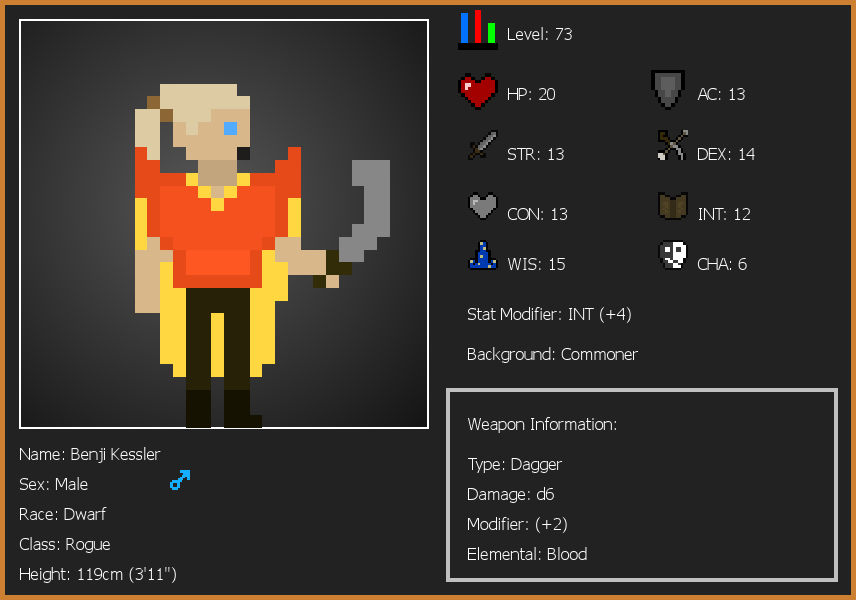 Level: 73
HP: 20
AC: 13
STR: 13
DEX: 14
CON: 13
INT: 12
WIS: 15
CHA: 6
Stat Modifier: INT (+4)
Background: Commoner
Weapon Information:
Type: Dagger
Damage: d6
Modifier: (+2)
Elemental: Blood
Name: Benji Kessler
Sex: Male
Race: Dwarf
Class: Rogue
Height: 119cm (3'11")